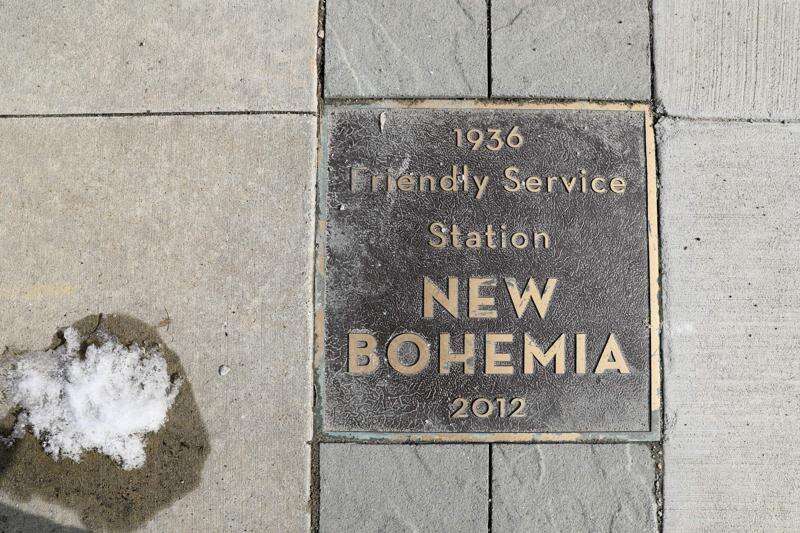 1936
Friendly Service
Station
NEW
BOHEMIA
2012